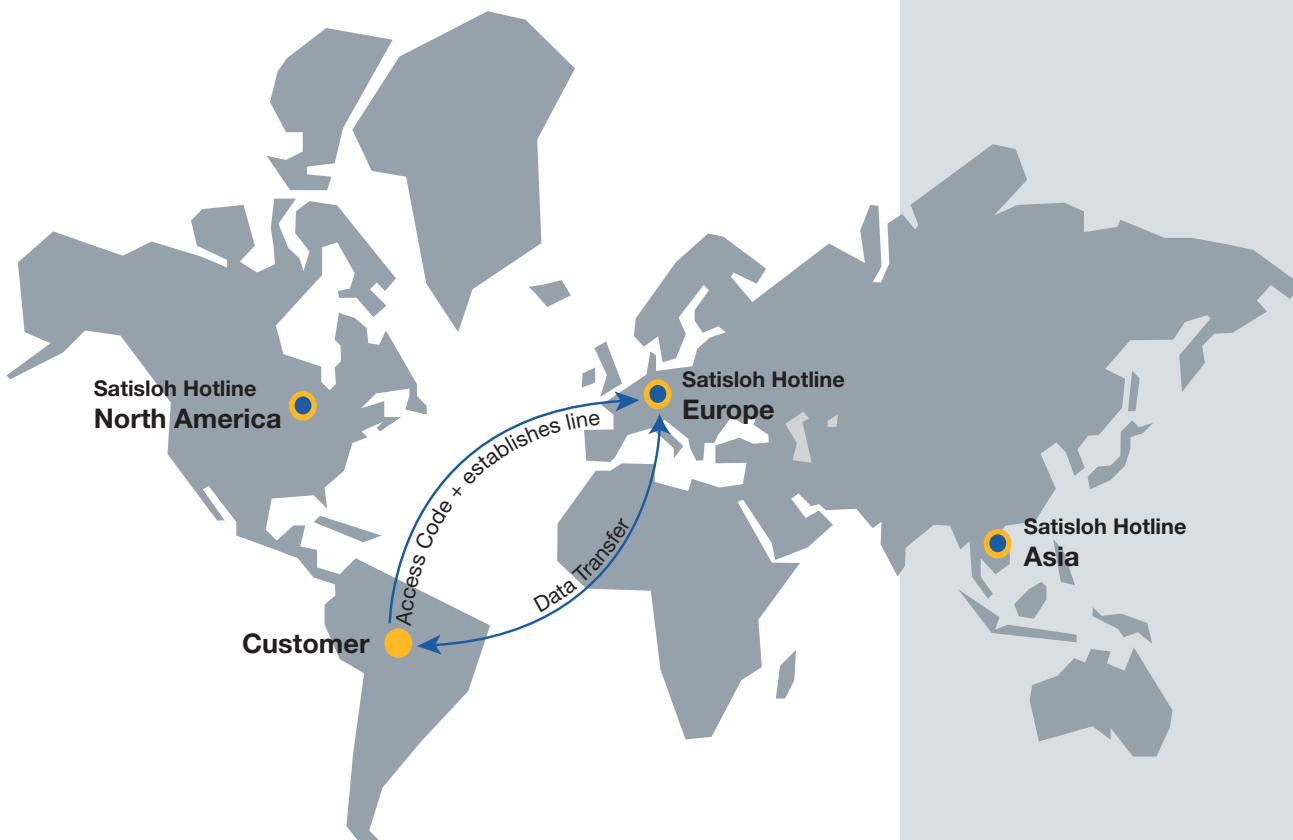 Satisloh Hotline
North America
Satisloh Hotline
Europe
Access Code + establishes line
Data Transfer
Satisloh Hotline
Asia
Customer